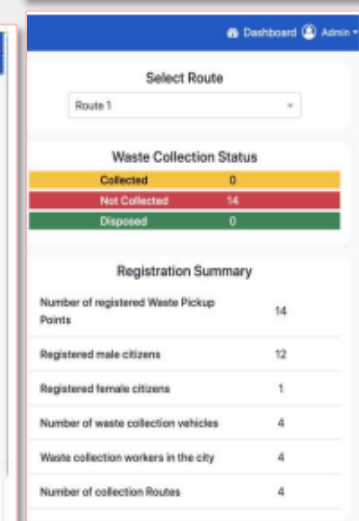 Dashboard Admin
Select Route
Route 1
Waste Collection Status
Collected 0
Not Collected 14
Disposed 0
Registration Summary
Number of registered Waste Pickup
Points
14
Registered male citizens 12
Registered female citizens 1
Number of waste collection vehicles 4
Waste collection workers in the city 4
Number of collection Routes 4